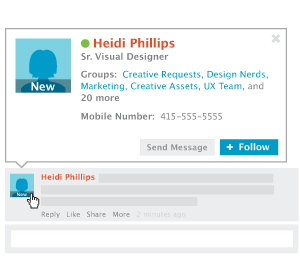 Heidi Phillips
Sr. Visual Designer
Groups: Creative Requests, Design Nerds,
Marketing, Creative Assets, UX Team, and
20 more
Mobile Number: 415-555-5555
New
Send Message
+ Follow
Heidi Phillips
New
Reply Like Share More 2 minutes ago